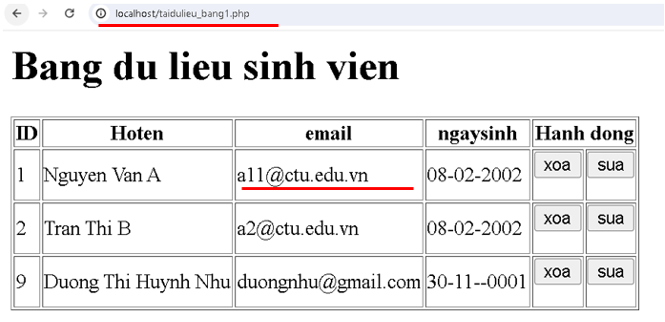 localhost/taidulieu_bang1.php
Bang du lieu sinh vien
ID Hoten email ngaysinh Hanh dong
1 Nguyen Van A a11@ctu.edu.vn 08-02-2002 xoa sua
2 Tran Thi B a2@ctu.edu.vn 08-02-2002 xoa sua
9 Duong Thi Huynh Nhu duongnhu@gmail.com 30-11--0001 xoa sua